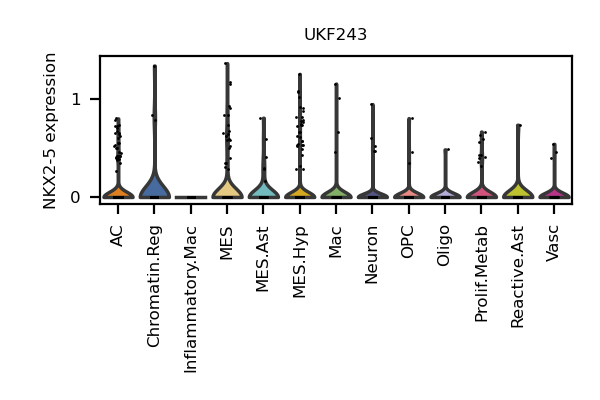 UKF243
NKX2-5 expression
1
0
AC
Chromatin.Reg
Inflammatory.Mac
MES
MES.Ast
MES.Hyp
Mac
Neuron
OPC
Oligo
Prolif.Metab
Reactive.Ast
Vasc